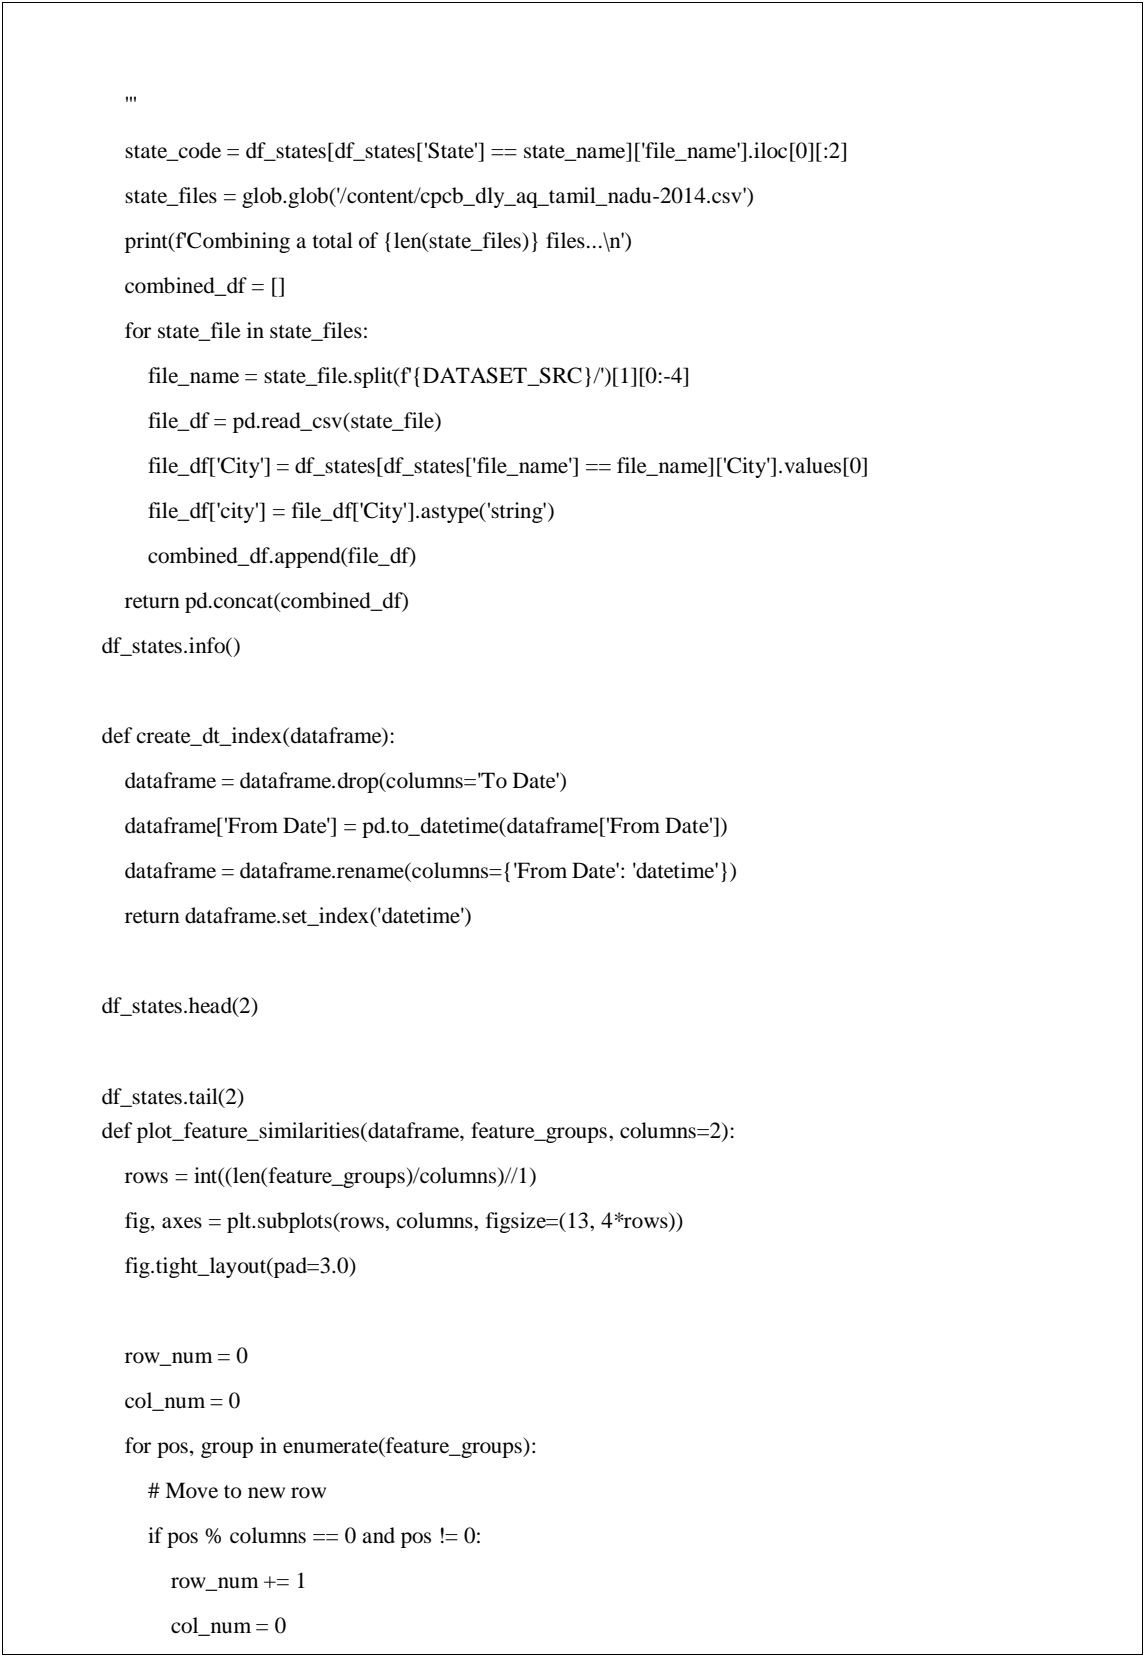 '''
state_code = df_states[df_states['State'] == state_name]['file_name'].iloc[0][:2]
state_files = glob.glob('/content/cpcb_dly_aq_tamil_nadu-2014.csv')
print(f'Combining a total of {len(state_files)} files...\n')
combined_df = []
for state_file in state_files:
file_name = state_file.split(f'{DATASET_SRC}/')[1][0:-4]
file_df = pd.read_csv(state_file)
file_df['City'] = df_states[df_states['file_name'] == file_name]['City'].values[0]
file_df['city'] = file_df['City'].astype('string')
combined_df.append(file_df)
return pd.concat(combined_df)
df_states.info()
def create_dt_index(dataframe):
dataframe = dataframe.drop(columns='To Date')
dataframe['From Date'] = pd.to_datetime(dataframe['From Date'])
dataframe = dataframe.rename(columns={'From Date': 'datetime'})
return dataframe.set_index('datetime')
df_states.head(2)
df_states.tail(2)
def plot_feature_similarities(dataframe, feature_groups, columns=2):
rows = int((len(feature_groups)/columns)//1)
fig, axes = plt.subplots(rows, columns, figsize=(13, 4*rows))
fig.tight_layout(pad=3.0)
row_num = 0
col_num = 0
for pos, group in enumerate(feature_groups):
# Move to new row
if pos % columns == 0 and pos != 0:
row_num += 1
col_num = 0